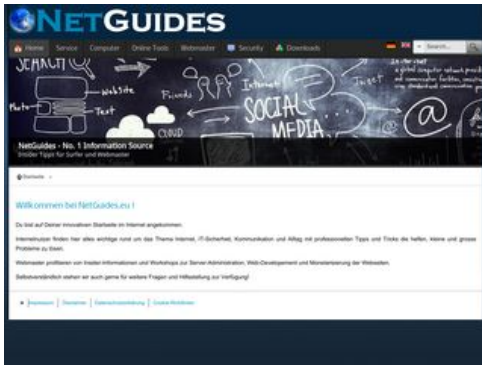 NETGUIDES
Home Service Computer Online Tools Webmaster Security Downloads Search...
SEARCH
Website
Photo
Text
Friends
Internet
Target
CLOUD
SOCIAL MEDIA
@
NetGuides - No. 1 Information Source
Insider Tipps für Surfer und Webmaster
Startseite
Willkommen bei NetGuides.eu !
Du bist auf Deiner innovativen Startseite im Internet angekommen.
Internetnutzer finden hier alles wichtige rund um das Thema Internet, IT-Sicherheit, Kommunikation und Alltag mit professionellen Tipps und Tricks die helfen, kleine und grosse
Probleme zu lösen.
Webmaster profitieren von Insider-Informationen und Workshops zur Server-Administration, Web-Developement und Monetarisierung der Webseiten.
Selbstverständlich stehen wir auch gerne für weitere Fragen und Hilfestellung zur Verfügung!
Impressum Disclaimer Datenschutzerklärung Cookie-Richtlinien